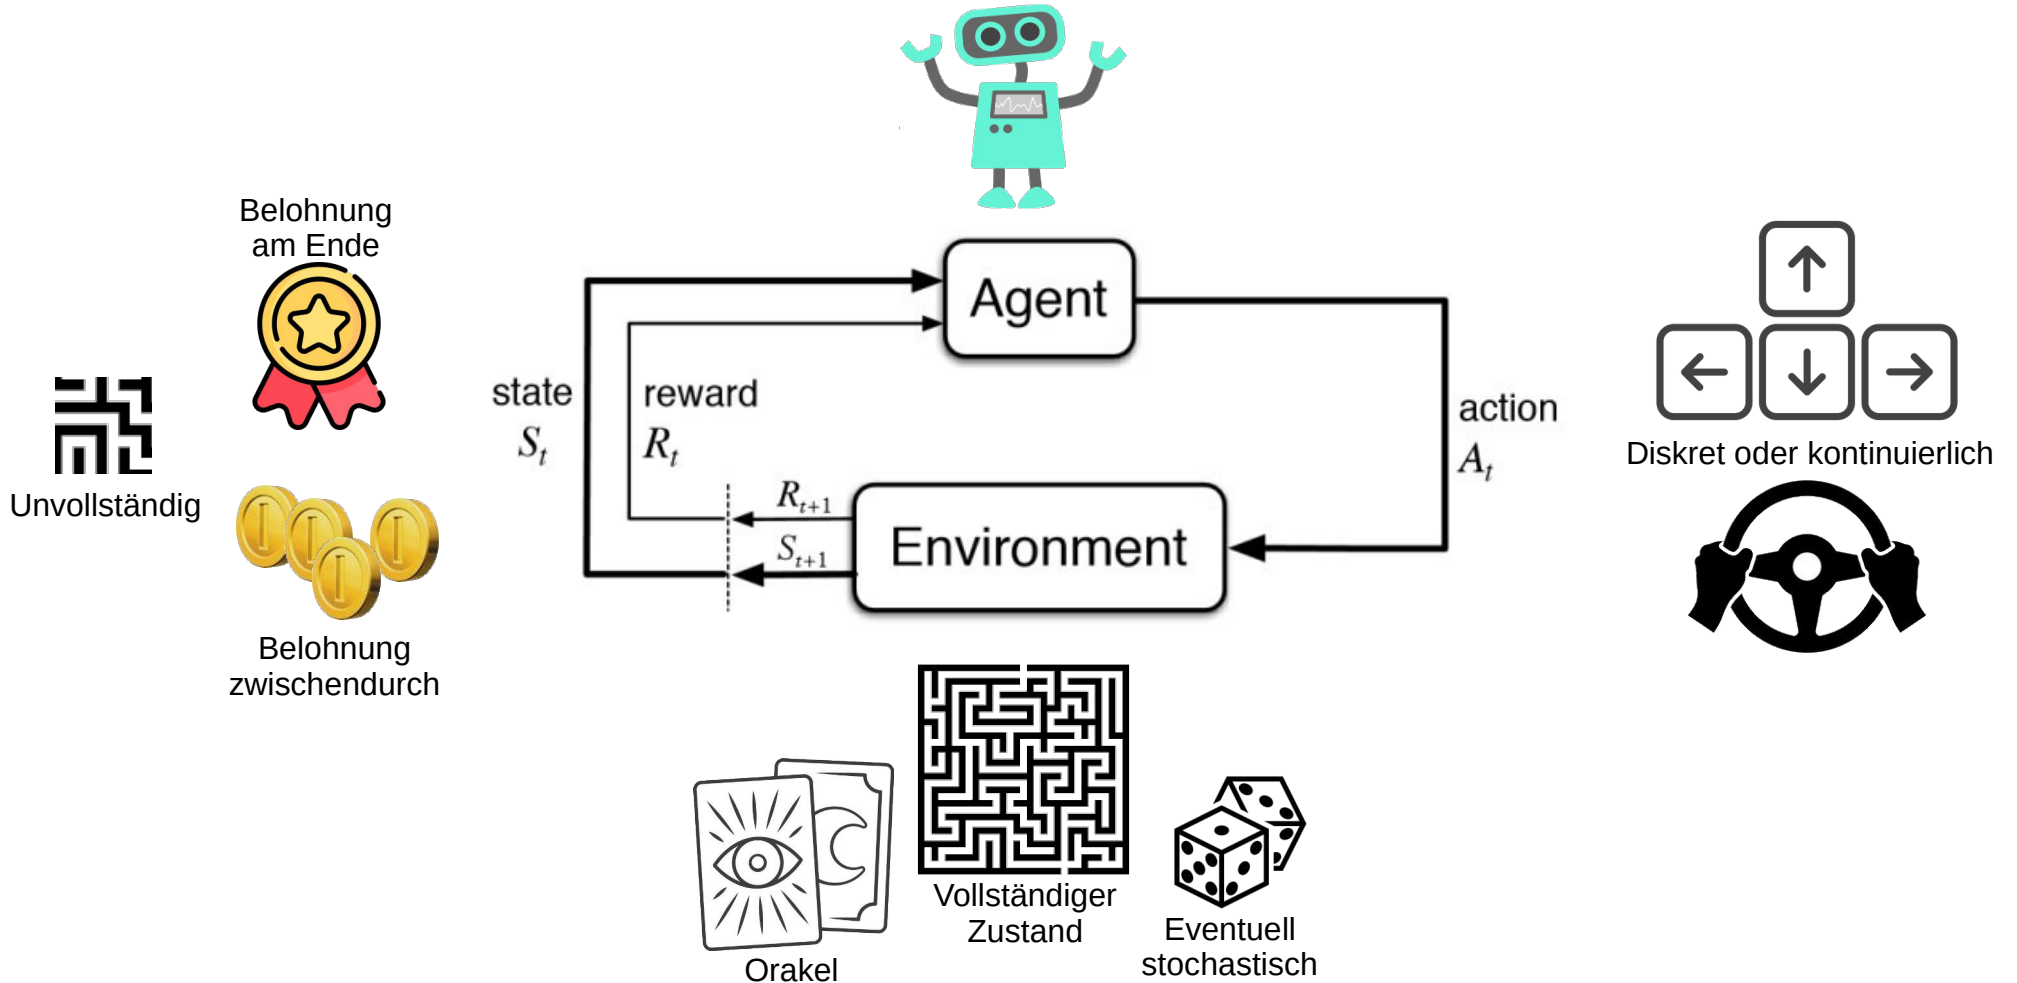 Belohnung
am Ende
Unvollständig
Belohnung
zwischendurch
state
S_t
reward
R_t
Agent
action
A_t
R_{t+1}
S_{t+1}
Environment
Diskret oder kontinuierlich
Orakel
Vollständiger
Zustand
Eventuell
stochastisch